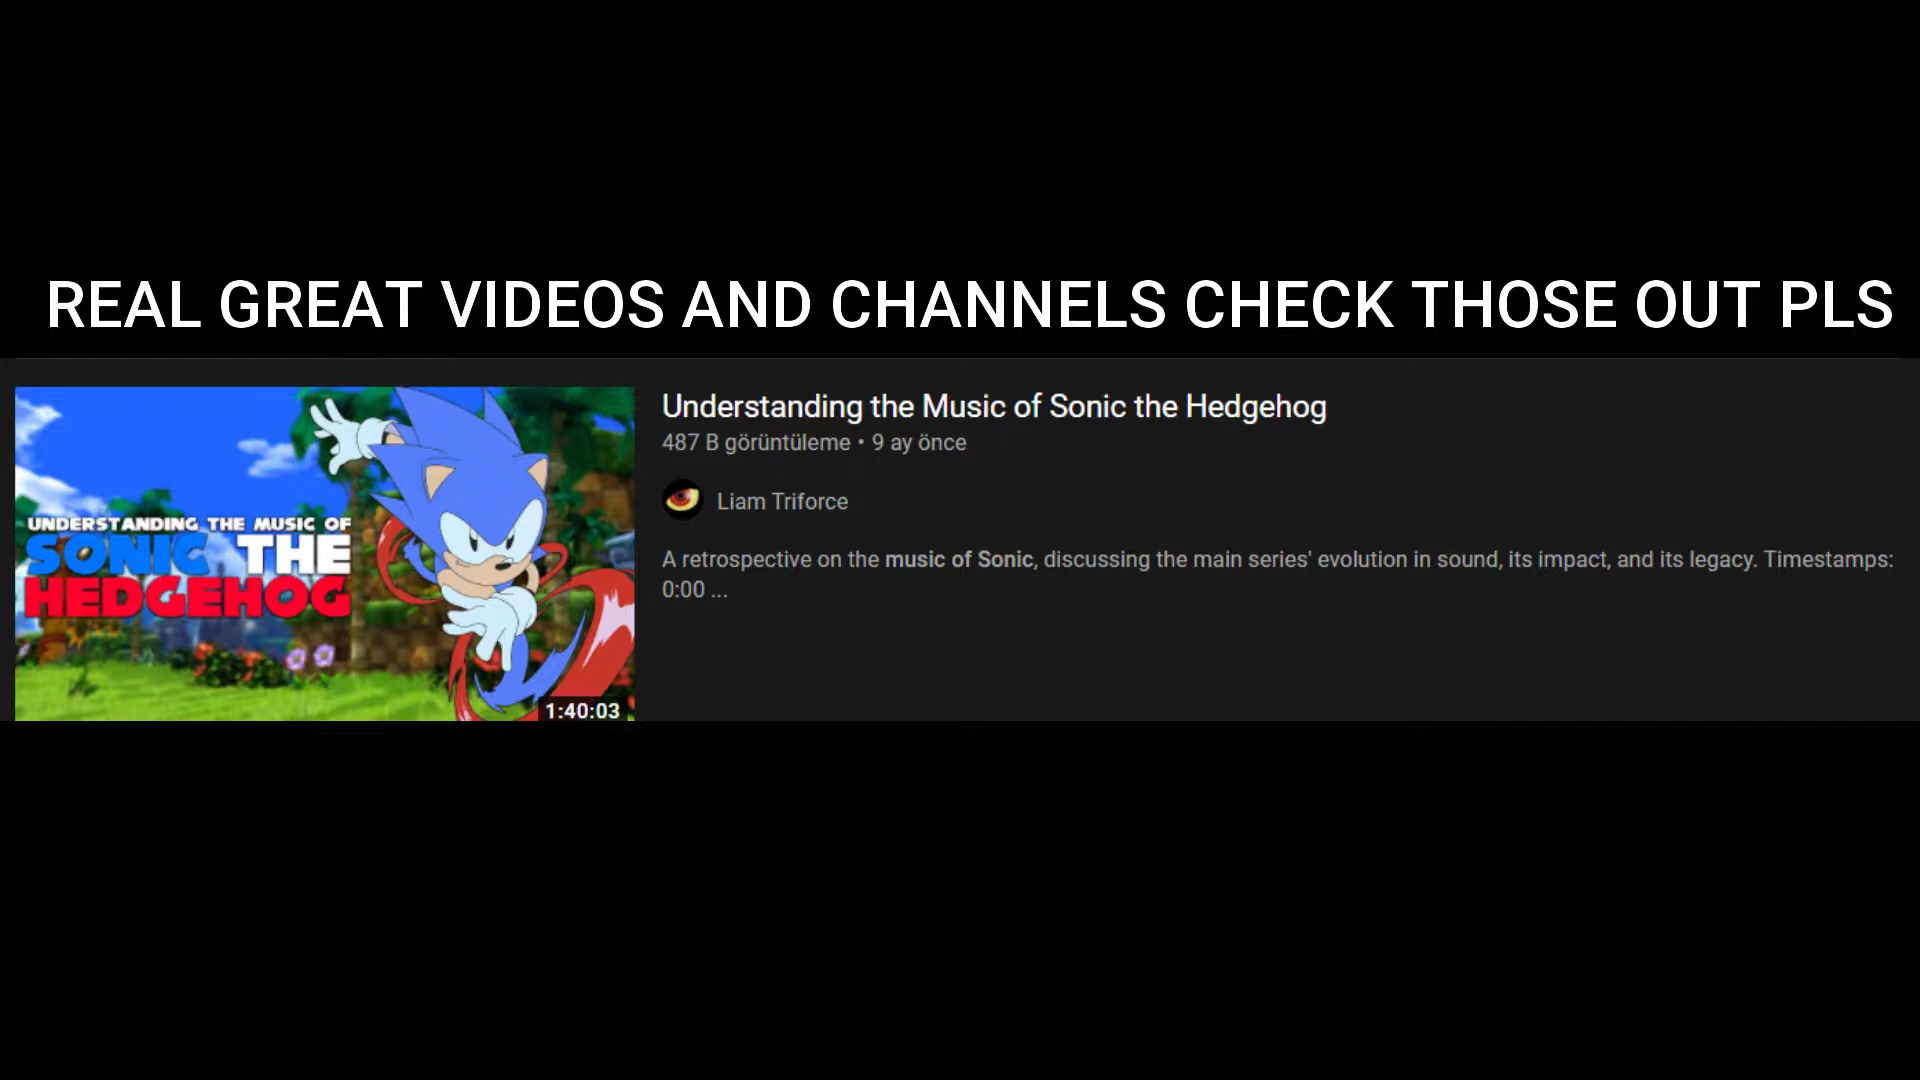 REAL GREAT VIDEOS AND CHANNELS CHECK THOSE OUT PLS
UNDERSTANDING THE MUSIC OF
SONIC THE
HEDGEHOG
1:40:03
Understanding the Music of Sonic the Hedgehog
487 B görüntüleme • 9 ay önce
Liam Triforce
A retrospective on the music of Sonic, discussing the main series' evolution in sound, its impact, and its legacy. Timestamps:
0:00 ...